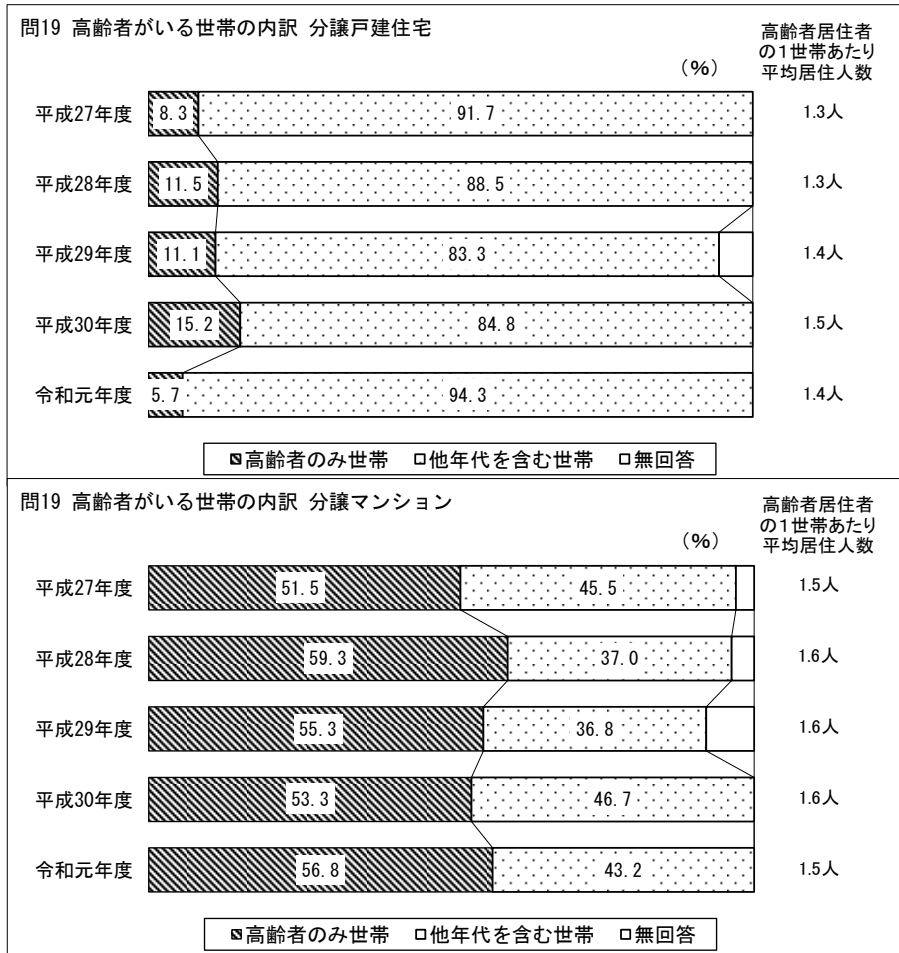 問19 高齢者がいる世帯の内訳 分譲戸建住宅
高齢者居住者
の1世帯あたり
平均居住人数
(%)
平成27年度 8.3 91.7 1.3人
平成28年度 11.5 88.5 1.3人
平成29年度 11.1 83.3 1.4人
平成30年度 15.2 84.8 1.5人
令和元年度 5.7 94.3 1.4人
高齢者のみ世帯 他年代を含む世帯 無回答
問19 高齢者がいる世帯の内訳 分譲マンション
高齢者居住者
の1世帯あたり
平均居住人数
(%)
平成27年度 51.5 45.5 1.5人
平成28年度 59.3 37.0 1.6人
平成29年度 55.3 36.8 1.6人
平成30年度 53.3 46.7 1.6人
令和元年度 56.8 43.2 1.5人
高齢者のみ世帯 他年代を含む世帯 無回答